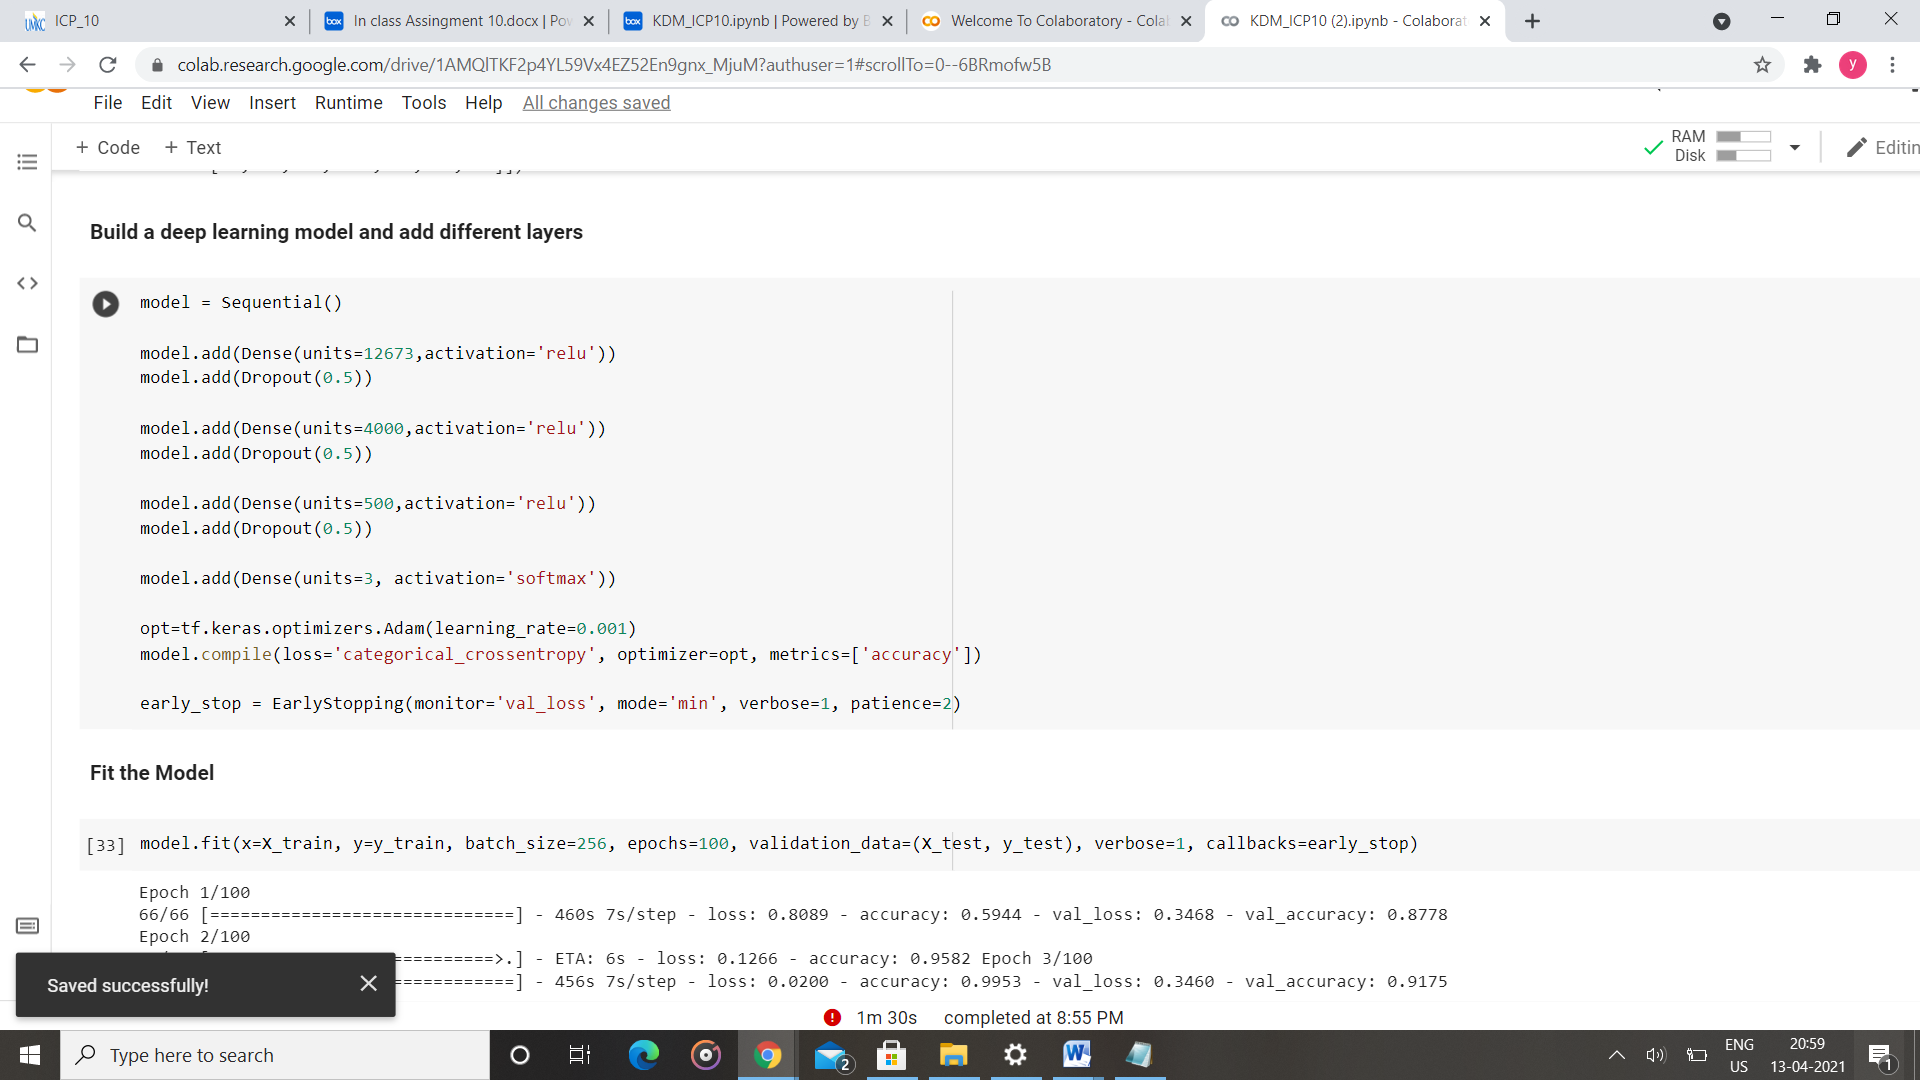 ICP_10
In class Assingment 10.docx | Pow
KDM_ICP10.ipynb | Powered by B
Welcome To Colaboratory - Colab
KDM_ICP10 (2).ipynb - Colaborat
colab.research.google.com/drive/1AMQlTKF2p4YL59Vx4EZ52En9gnx_MjuM?authuser=1#scrollTo=0--6BRmofw5B
y
File Edit View Insert Runtime Tools Help All changes saved
+ Code + Text
RAM
Disk
Editin
Build a deep learning model and add different layers
model = Sequential()
model.add(Dense(units=12673,activation='relu'))
model.add(Dropout(0.5))
model.add(Dense(units=4000,activation='relu'))
model.add(Dropout(0.5))
model.add(Dense(units=500,activation='relu'))
model.add(Dropout(0.5))
model.add(Dense(units=3, activation='softmax'))
opt=tf.keras.optimizers.Adam(learning_rate=0.001)
model.compile(loss='categorical_crossentropy', optimizer=opt, metrics=['accuracy'])
early_stop = EarlyStopping(monitor='val_loss', mode='min', verbose=1, patience=2)
Fit the Model
[33] model.fit(x=X_train, y=y_train, batch_size=256, epochs=100, validation_data=(X_test, y_test), verbose=1, callbacks=early_stop)
Epoch 1/100
66/66 [==============================] - 460s 7s/step - loss: 0.8089 - accuracy: 0.5944 - val_loss: 0.3468 - val_accuracy: 0.8778
Epoch 2/100
===========>.] - ETA: 6s - loss: 0.1266 - accuracy: 0.9582 Epoch 3/100
============] - 456s 7s/step - loss: 0.0200 - accuracy: 0.9953 - val_loss: 0.3460 - val_accuracy: 0.9175
Saved successfully!
1m 30s completed at 8:55 PM
Type here to search
2
ENG
US
20:59
13-04-2021
1